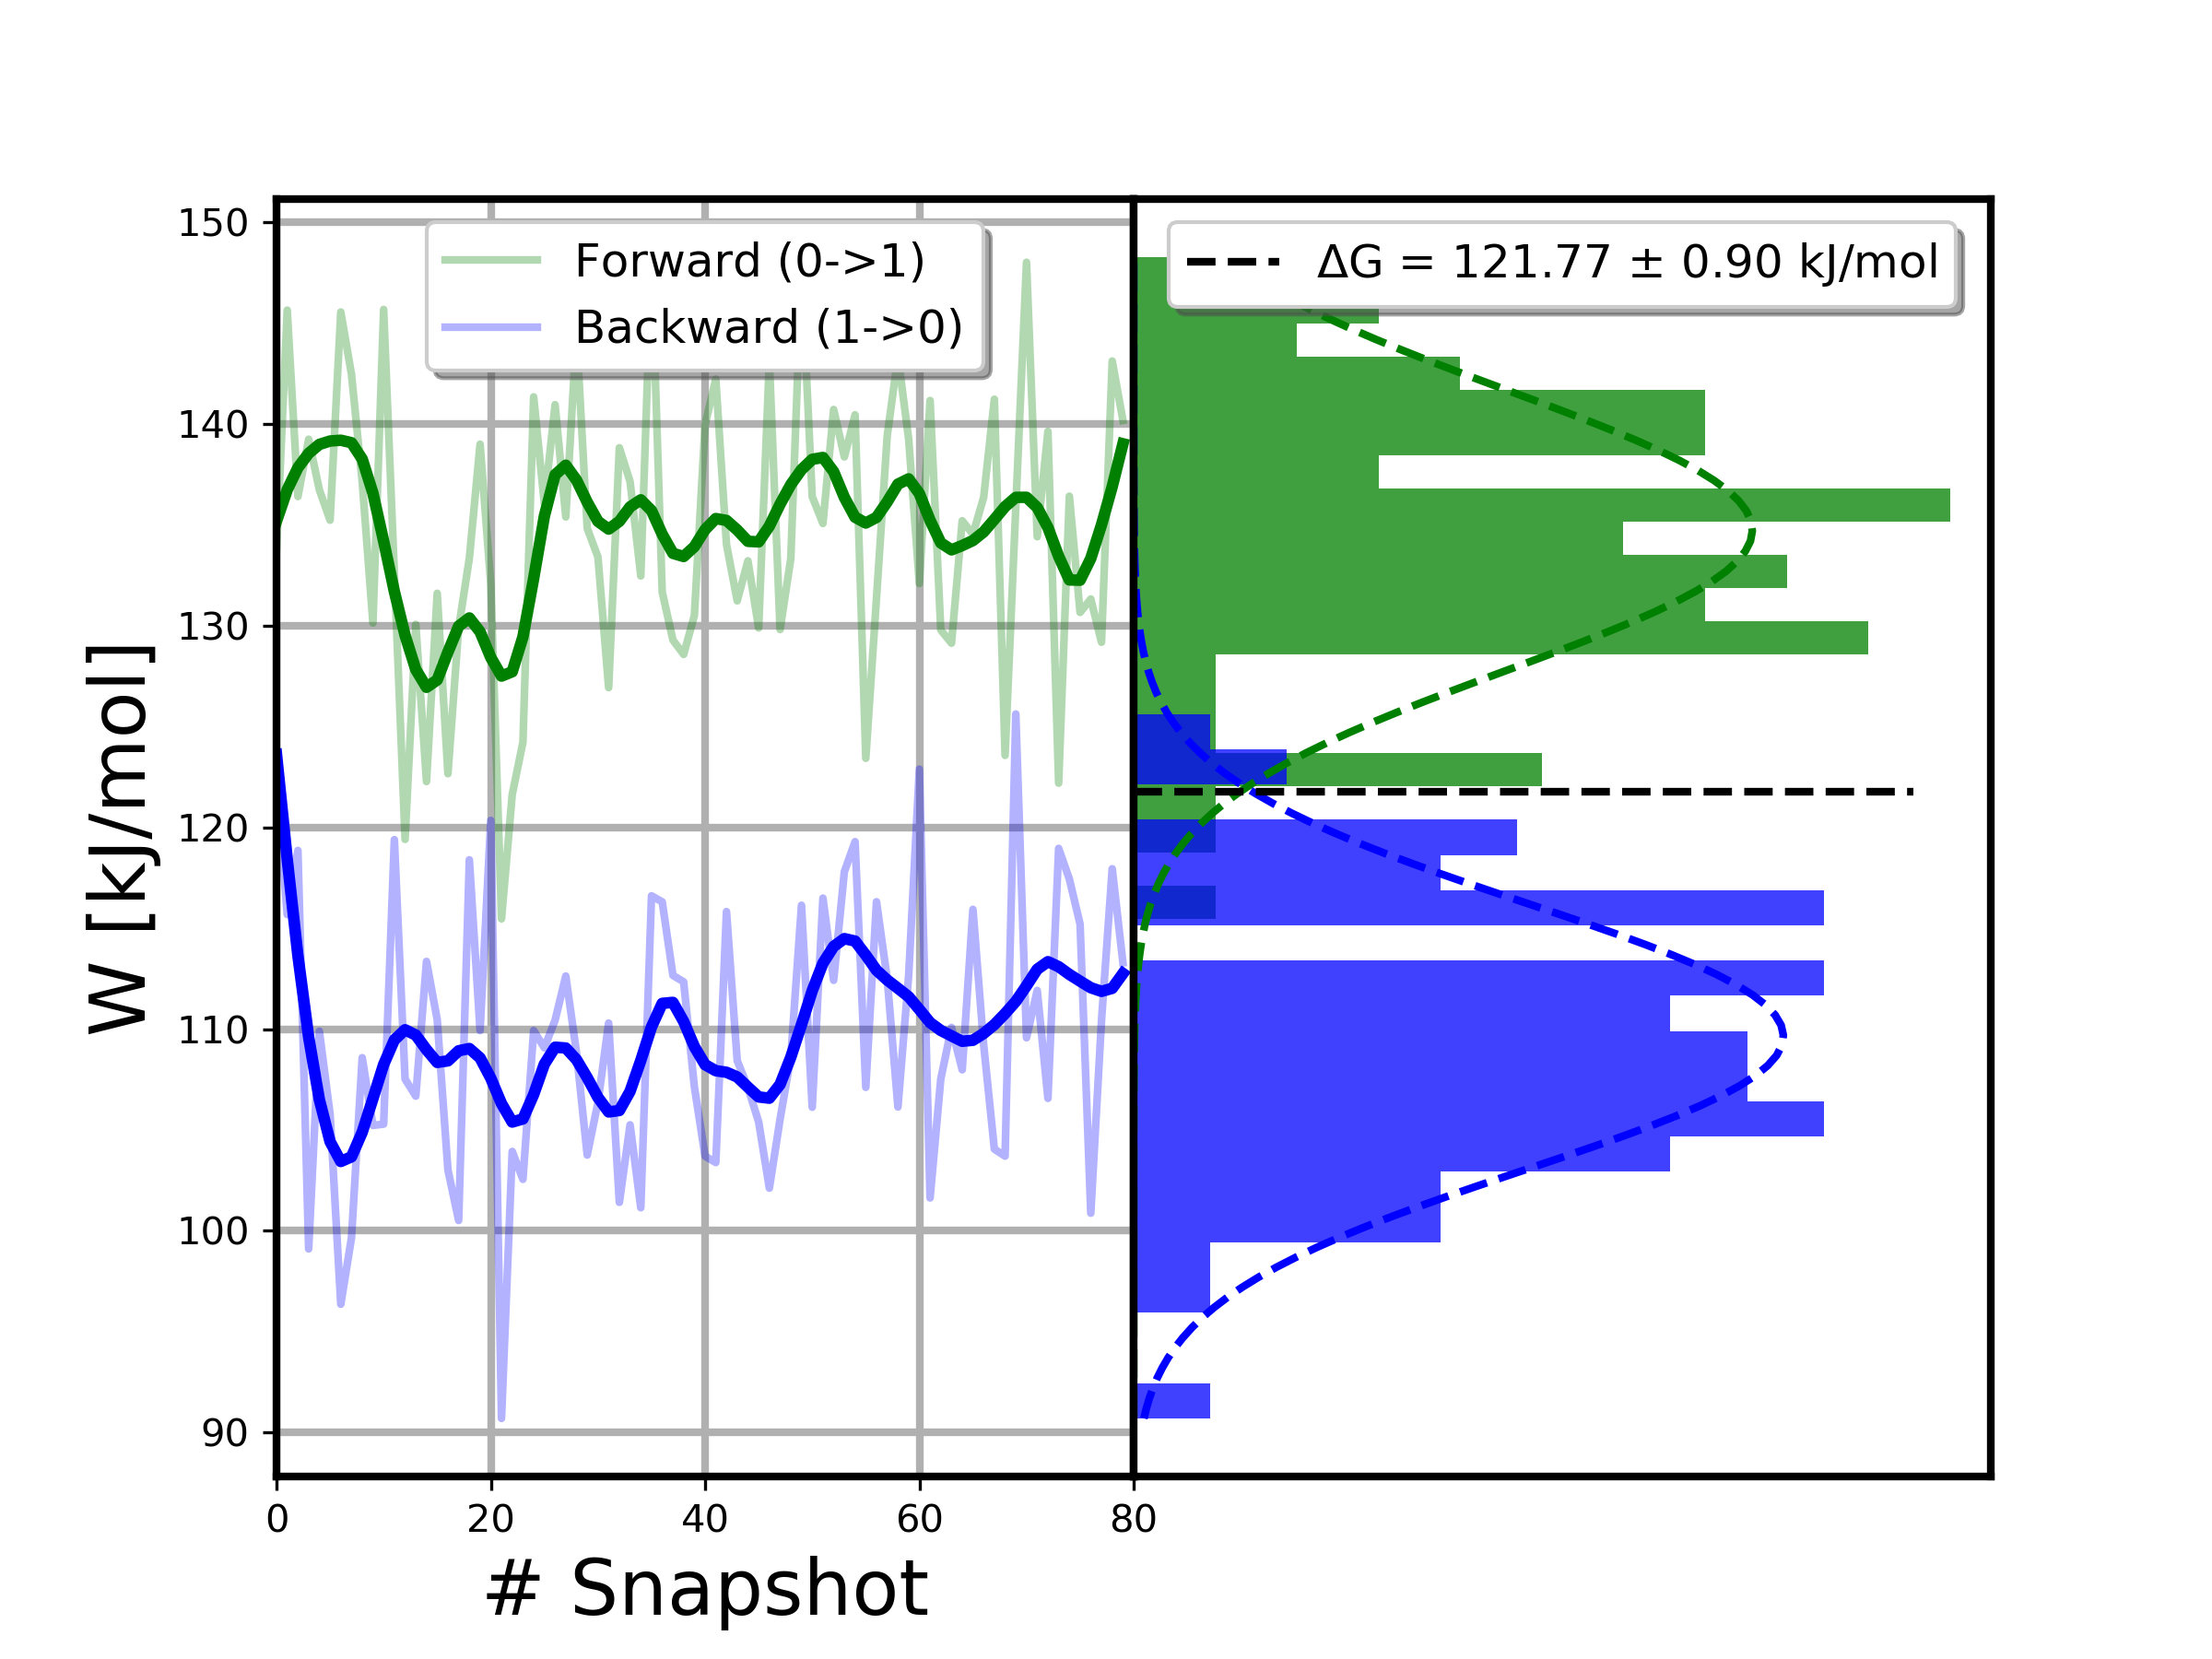 Forward (0->1)
Backward (1->0)
ΔG = 121.77 ± 0.90 kJ/mol
W [kJ/mol]
150
140
130
120
110
100
90
0 20 40 60 80
# Snapshot